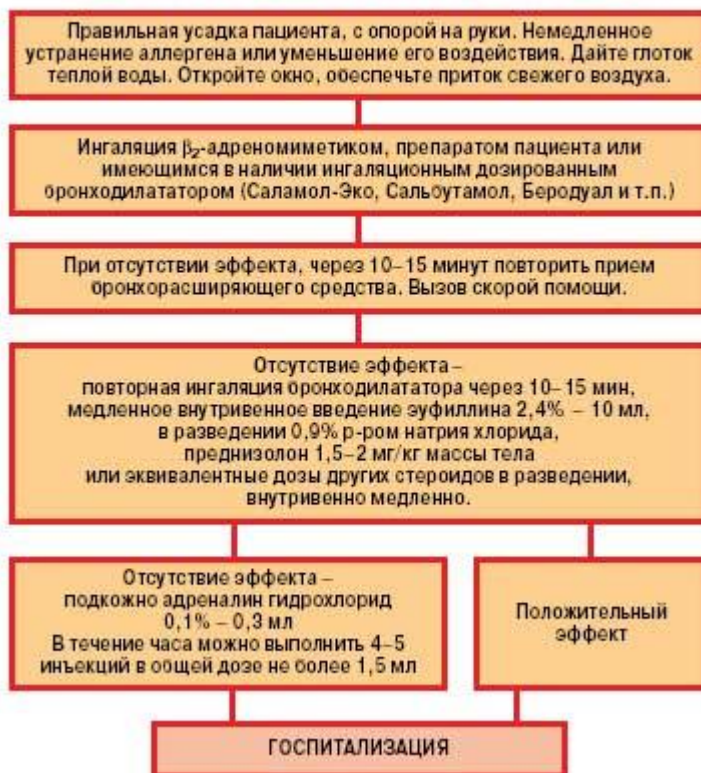 Правильная усадка пациента, с опорой на руки. Немедленное
устранение аллергена или уменьшение его воздействия. Дайте глоток
теплой воды. Откройте окно, обеспечьте приток свежего воздуха.
Ингаляция β₂-адреномиметиком, препаратом пациента или
имеющимся в наличии ингаляционным дозированным
бронходилататором (Саламол-Эко, Сальбутамол, Беродуал и т.п.)
При отсутствии эффекта, через 10–15 минут повторить прием
бронхорасширяющего средства. Вызов скорой помощи.
Отсутствие эффекта –
повторная ингаляция бронходилататора через 10–15 мин,
медленное внутривенное введение эуфиллина 2,4% – 10 мл,
в разведении 0,9% р-ром натрия хлорида,
преднизолон 1,5–2 мг/кг массы тела
или эквивалентные дозы других стероидов в разведении,
внутривенно медленно.
Отсутствие эффекта –
подкожно адреналин гидрохлорид
0,1% – 0,3 мл
В течение часа можно выполнить 4–5
инъекций в общей дозе не более 1,5 мл
Положительный
эффект
ГОСПИТАЛИЗАЦИЯ